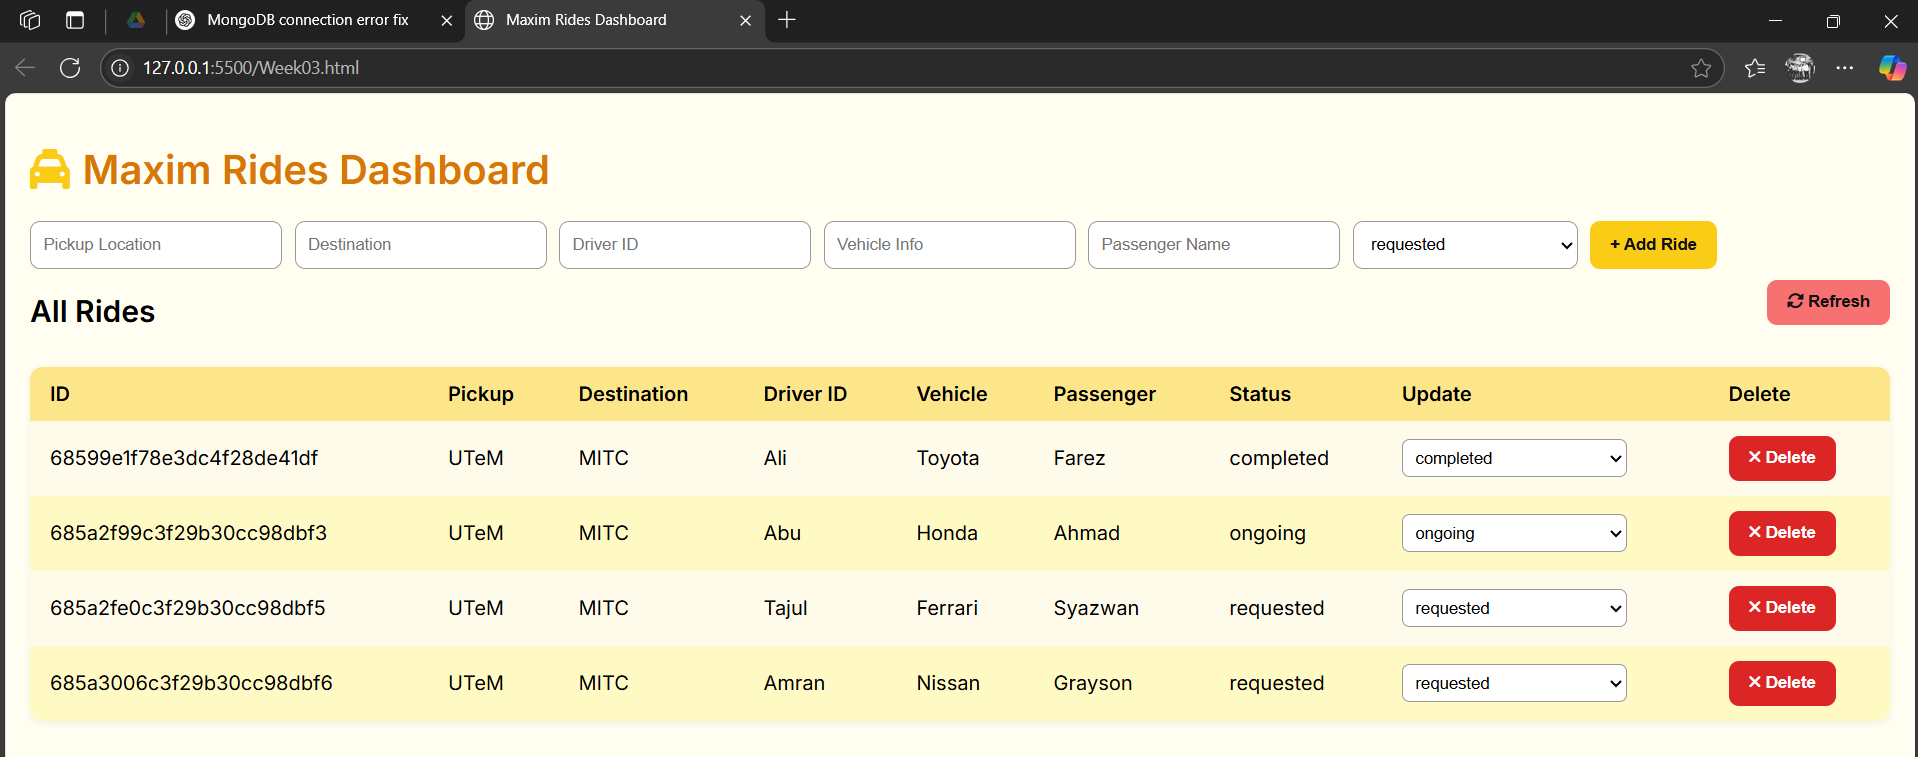 MongoDB connection error fix
Maxim Rides Dashboard
127.0.0.1:5500/Week03.html
Maxim Rides Dashboard
Pickup Location Destination Driver ID Vehicle Info Passenger Name requested + Add Ride
All Rides
Refresh
ID Pickup Destination Driver ID Vehicle Passenger Status Update Delete
68599e1f78e3dc4f28de41df UTeM MITC Ali Toyota Farez completed completed ✕ Delete
685a2f99c3f29b30cc98dbf3 UTeM MITC Abu Honda Ahmad ongoing ongoing ✕ Delete
685a2fe0c3f29b30cc98dbf5 UTeM MITC Tajul Ferrari Syazwan requested requested ✕ Delete
685a3006c3f29b30cc98dbf6 UTeM MITC Amran Nissan Grayson requested requested ✕ Delete